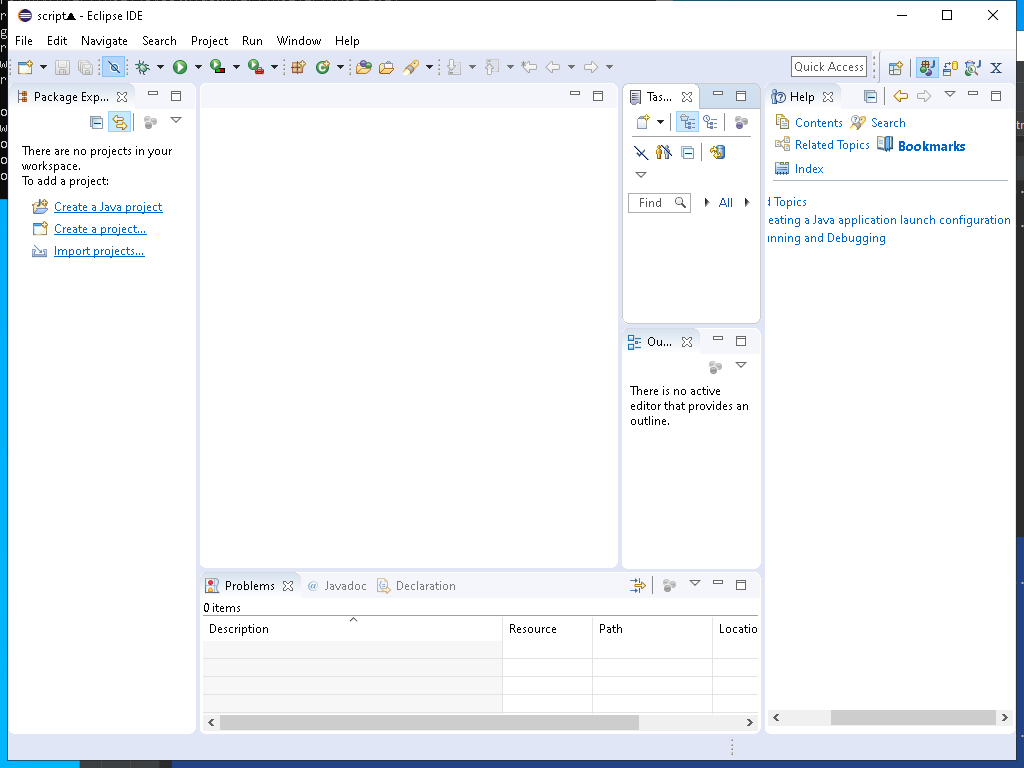 script▲ - Eclipse IDE
File Edit Navigate Search Project Run Window Help
Quick Access
Package Exp...
There are no projects in your
workspace.
To add a project:
Create a Java project
Create a project...
Import projects...
Tas...
Find
All
Ou...
There is no active
editor that provides an
outline.
Help
Contents Search
Related Topics Bookmarks
Index
d Topics
eating a Java application launch configuration
nning and Debugging
Problems @ Javadoc Declaration
0 items
Description Resource Path Locatio